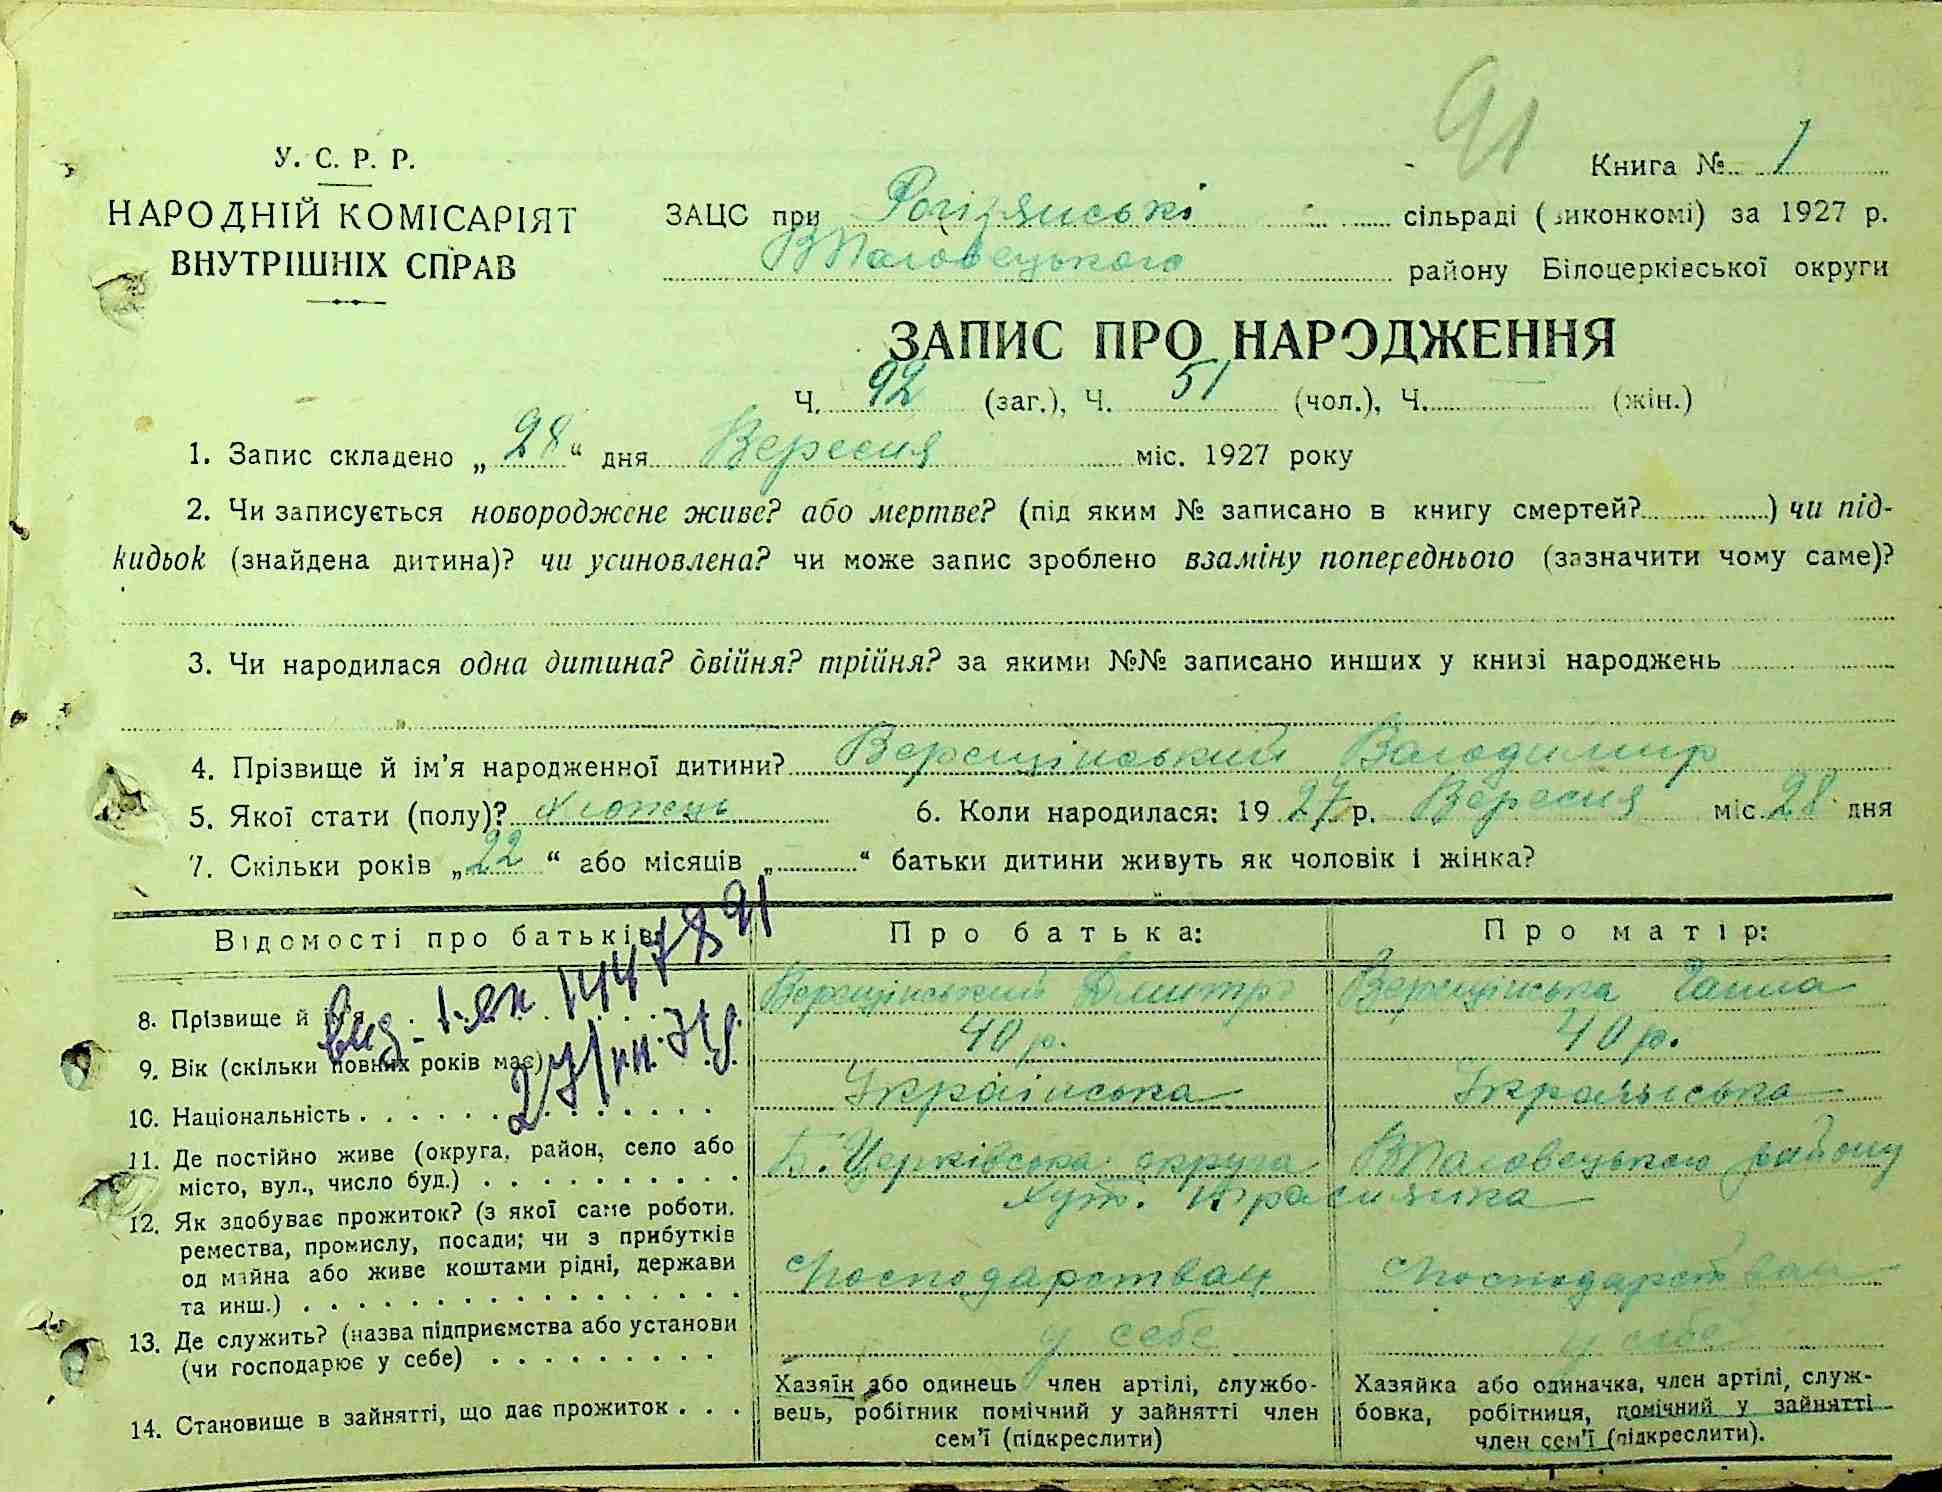 91
У. С. Р. Р.
НАРОДНІЙ КОМІСАРІЯТ
ВНУТРІШНІХ СПРАВ
Книга № 1
ЗАЦС при сільраді (виконкомі) за 1927 р.
району Білоцерківської округи
ЗАПИС ПРО НАРОДЖЕННЯ
Ч. 92 (заг.), Ч. 51 (чол.), Ч. (жін.)
1. Запис складено „ 28 “ дня Вересня міс. 1927 року
2. Чи записується новороджене живе? або мертве? (під яким № записано в книгу смертей? ) чи під-
кидьок (знайдена дитина)? чи усиновлена? чи може запис зроблено взаміну попереднього (зазначити чому саме)?
3. Чи народилася одна дитина? двійня? трійня? за якими №№ записано инших у книзі народжень
4. Прізвище й ім'я народженної дитини? Верещінський Володимир
5. Якої стати (полу)? Хлопець 6. Коли народилася: 19 27 р. Вересня міс. 28 дня
7. Скільки років „ 22 “ або місяців „ “ батьки дитини живуть як чоловік і жінка?
Відомості про батьків Про батька: Про матір:
8. Прізвище й ім'я Верещінський Дмитро Верещінська Ганна
9. Вік (скільки повних років має) 40 р. 40 р.
10. Національність Українська Українська
11. Де постійно живе (округа, район, село або
місто, вул., число буд.) Б. Церківська округа району
хут.
12. Як здобуває прожиток? (з якої саме роботи,
ремества, промислу, посади; чи з прибутків
од майна або живе коштами рідні, держави
та инш.)
13. Де служить? (назва підприємства або установи
(чи господарює у себе) у себе у себе
14. Становище в зайнятті, що дає прожиток
Хазяїн або одинець член артілі, службо-
вець, робітник помічний у зайнятті член
сем'ї (підкреслити)
Хазяйка або одиначка, член артілі, служ-
бовка, робітниця, помічний у зайнятті
член сем'ї (підкреслити).